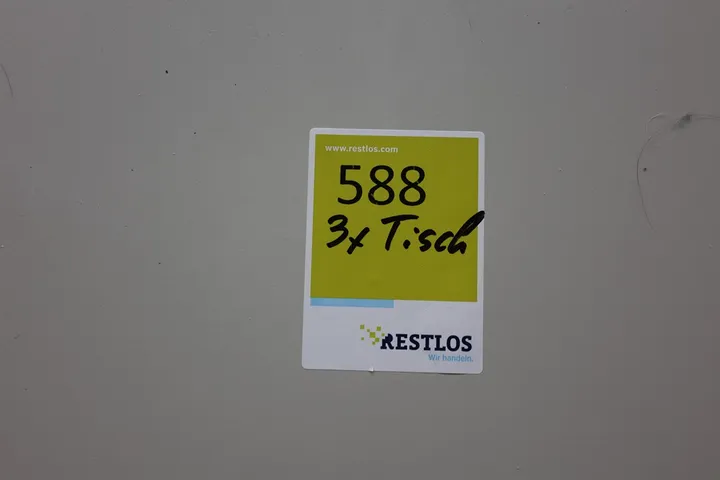 www.restlos.com
588
3x Tisch
RESTLOS
Wir handeln.